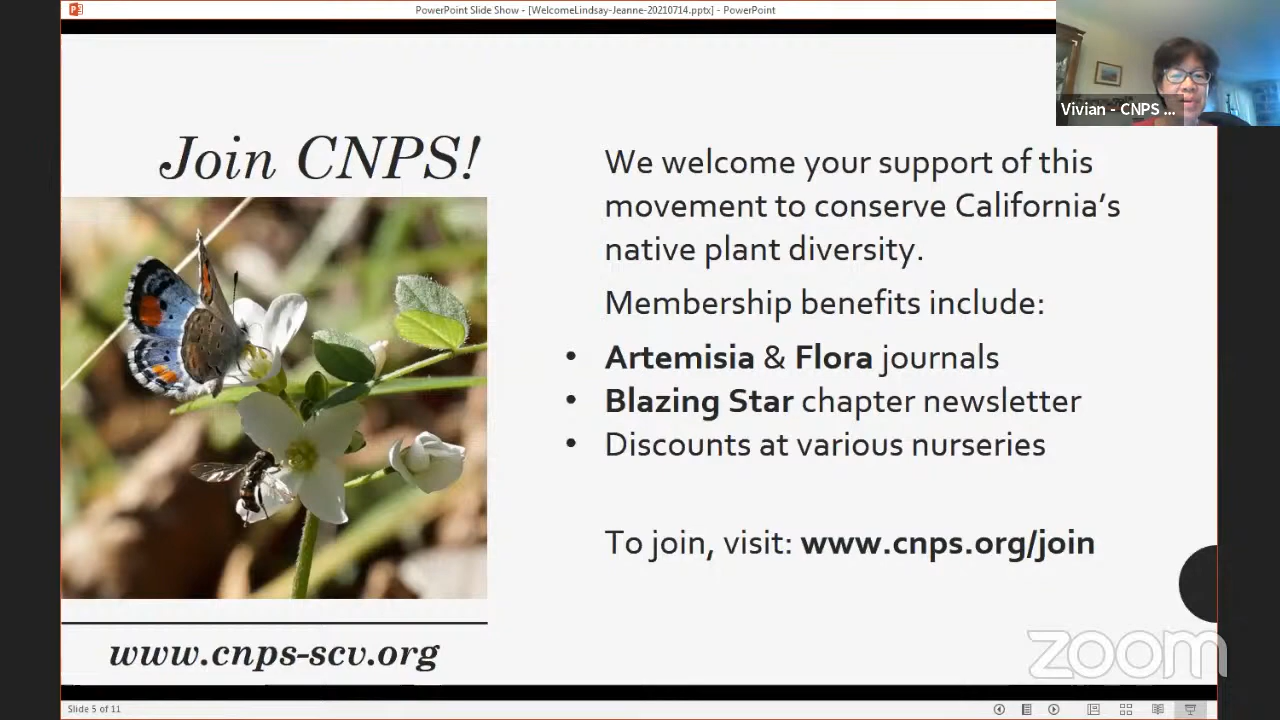 PowerPoint Slide Show - [WelcomeLindsay-Jeanne-20210714.pptx] - PowerPoint
Vivian - CNPS ...
Join CNPS!
We welcome your support of this
movement to conserve California's
native plant diversity.
Membership benefits include:
• Artemisia & Flora journals
• Blazing Star chapter newsletter
• Discounts at various nurseries
To join, visit: www.cnps.org/join
www.cnps-scv.org
zoom
Slide 5 of 11